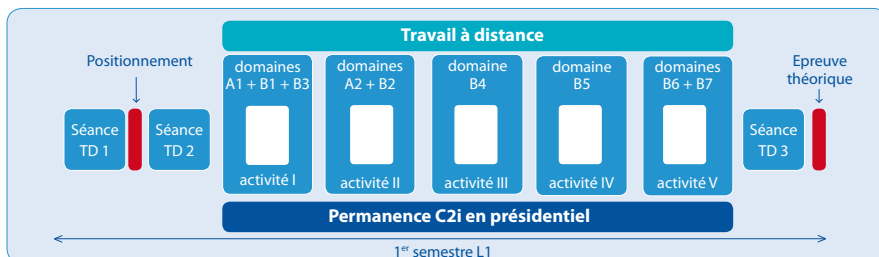 Travail à distance
Positionnement
Epreuve
théorique
domaines
A1 + B1 + B3
domaines
A2 + B2
domaine
B4
domaine
B5
domaines
B6 + B7
Séance
TD 1
Séance
TD 2
activité I
activité II
activité III
activité IV
activité V
Séance
TD 3
Permanence C2i en présidentiel
1er semestre L1